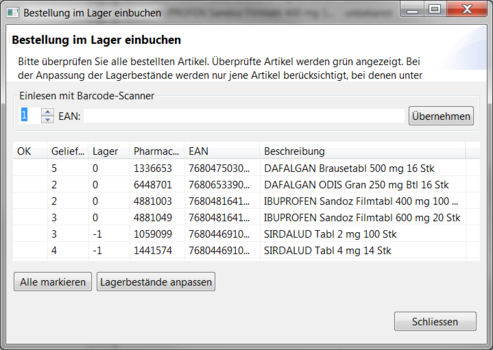 Bestellung im Lager einbuchen
Bestellung im Lager einbuchen
Bitte überprüfen Sie alle bestellten Artikel. Überprüfte Artikel werden grün angezeigt. Bei
der Anpassung der Lagerbestände werden nur jene Artikel berücksichtigt, bei denen unter
Einlesen mit Barcode-Scanner
1 EAN: Übernehmen
OK Gelief... Lager Pharmac... EAN Beschreibung
5 0 1336653 7680475030... DAFALGAN Brausetabl 500 mg 16 Stk
2 0 6448701 7680653390... DAFALGAN ODIS Gran 250 mg Btl 16 Stk
2 0 4881003 7680481641... IBUPROFEN Sandoz Filmtabl 400 mg 100 ...
3 0 4881049 7680481641... IBUPROFEN Sandoz Filmtabl 600 mg 20 Stk
3 -1 1059099 7680446910... SIRDALUD Tabl 2 mg 100 Stk
4 -1 1441574 7680446910... SIRDALUD Tabl 4 mg 14 Stk
Alle markieren Lagerbestände anpassen
Schliessen